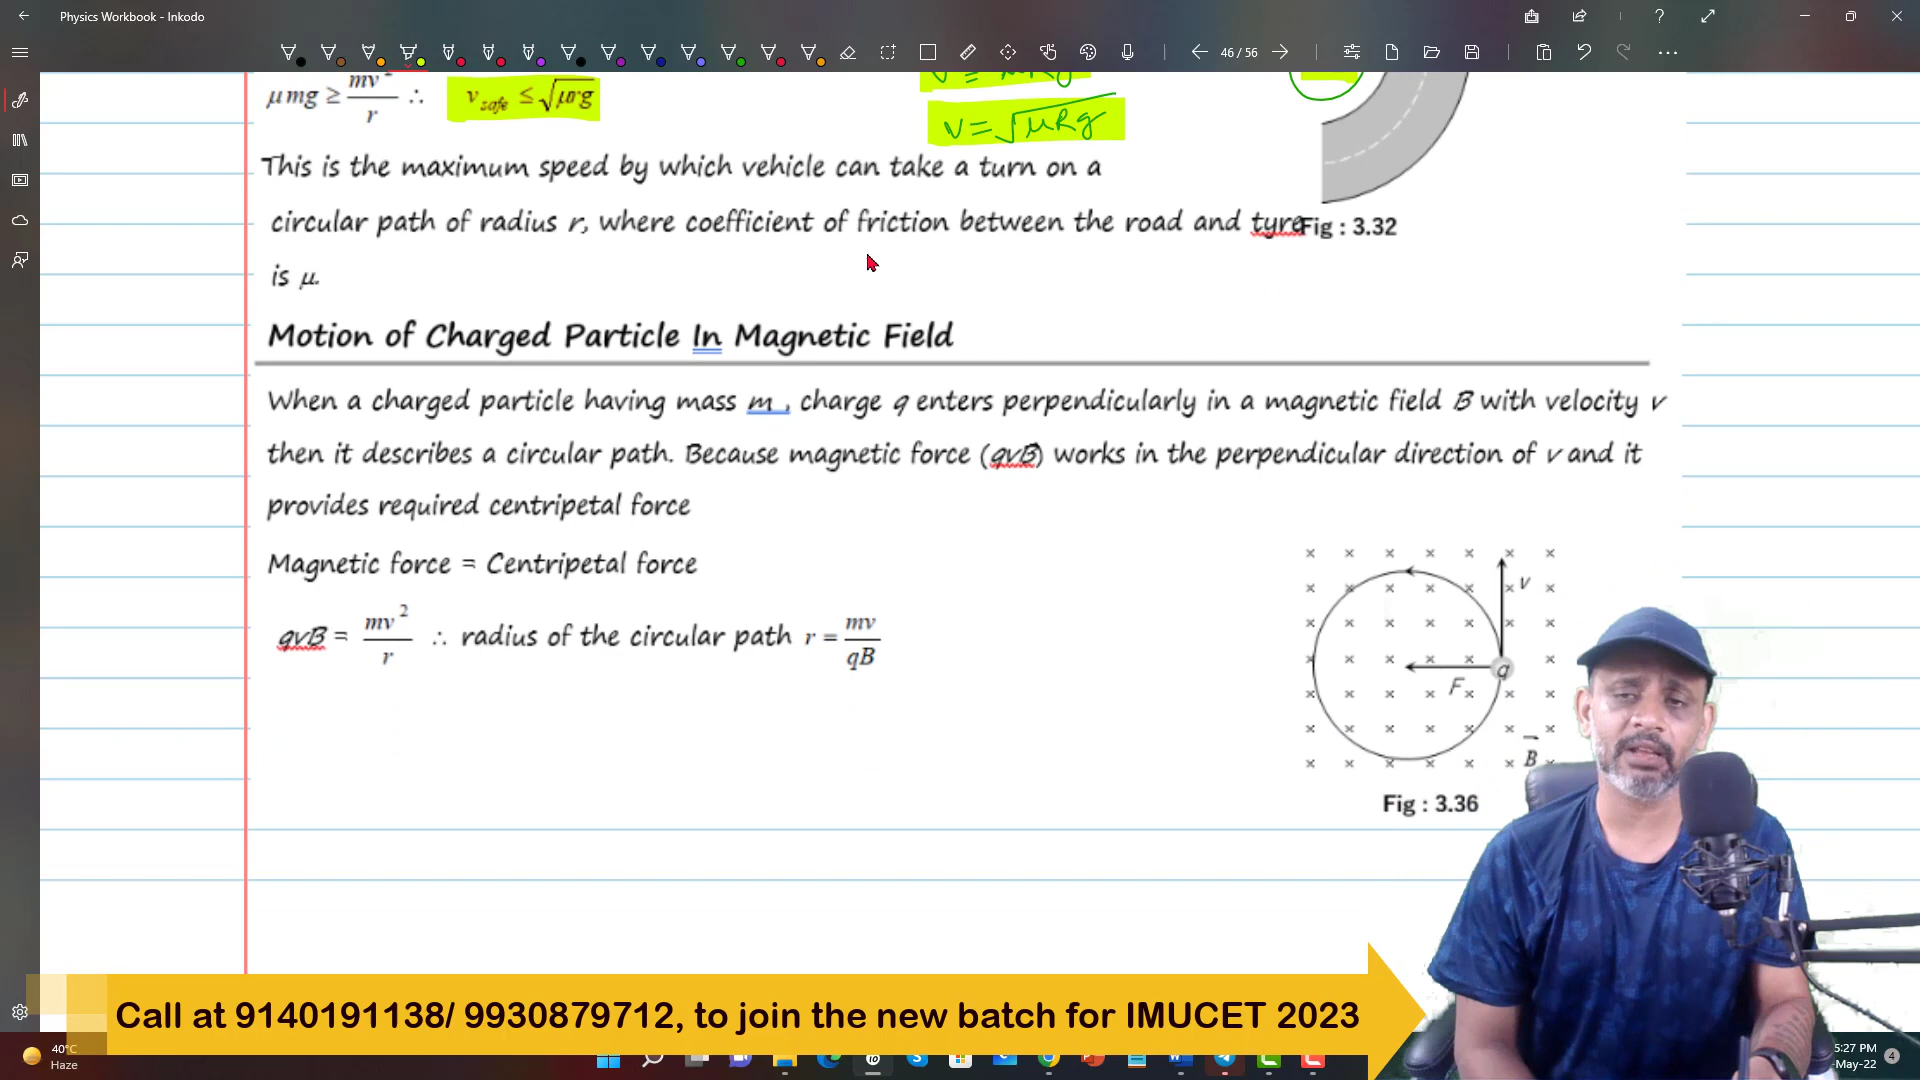 Physics Workbook - Inkodo
46 / 56
μ mg ≥ mv²/r ∴ v safe ≤ √μrg
v = √μRg
This is the maximum speed by which vehicle can take a turn on a
circular path of radius r, where coefficient of friction between the road and tyre
Fig : 3.32
is μ.
Motion of Charged Particle In Magnetic Field
When a charged particle having mass m , charge q enters perpendicularly in a magnetic field B with velocity v
then it describes a circular path. Because magnetic force (qvB) works in the perpendicular direction of v and it
provides required centripetal force
Magnetic force = Centripetal force
qvB = mv²/r ∴ radius of the circular path r = mv/qB
v
F
q
B
Fig : 3.36
Call at 9140191138/ 9930879712, to join the new batch for IMUCET 2023
40°C
Haze
5:27 PM
-May-22
4